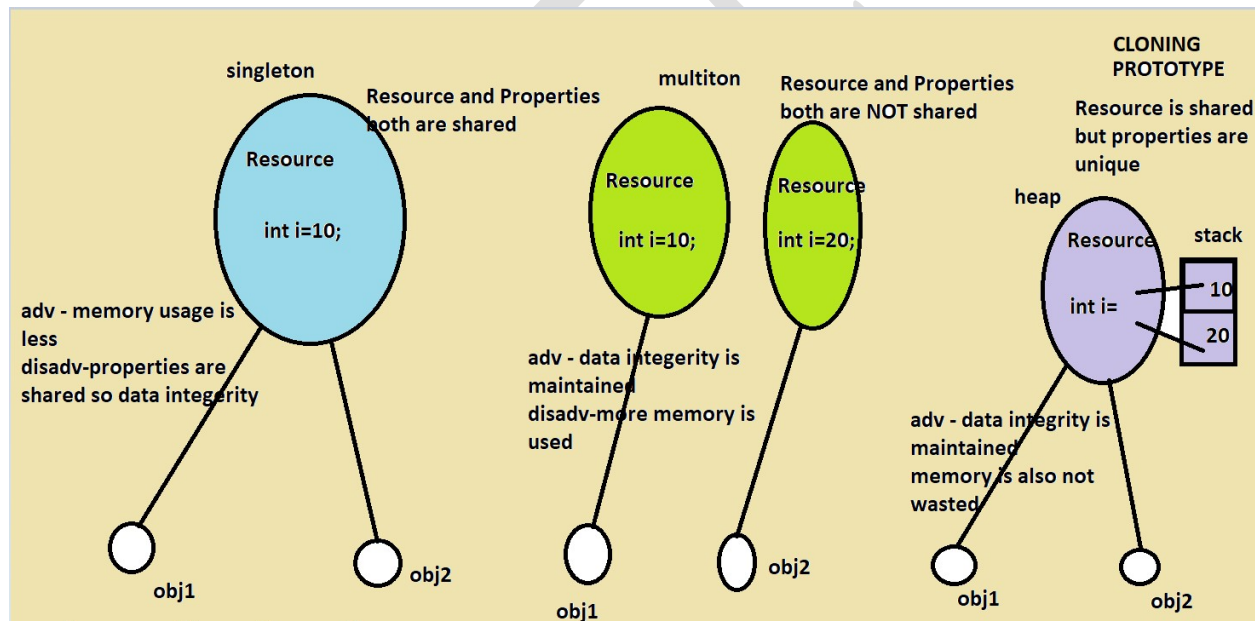 singleton
Resource and Properties
both are shared
Resource
int i=10;
adv - memory usage is
less
disadv-properties are
shared so data integerity
obj1
obj2
multiton
Resource and Properties
both are NOT shared
Resource
int i=10;
Resource
int i=20;
adv - data integerity is
maintained
disadv-more memory is
used
obj1
obj2
CLONING
PROTOTYPE
Resource is shared
but properties are
unique
heap
Resource
int i=
stack
10
20
adv - data integrity is
maintained
memory is also not
wasted
obj1
obj2